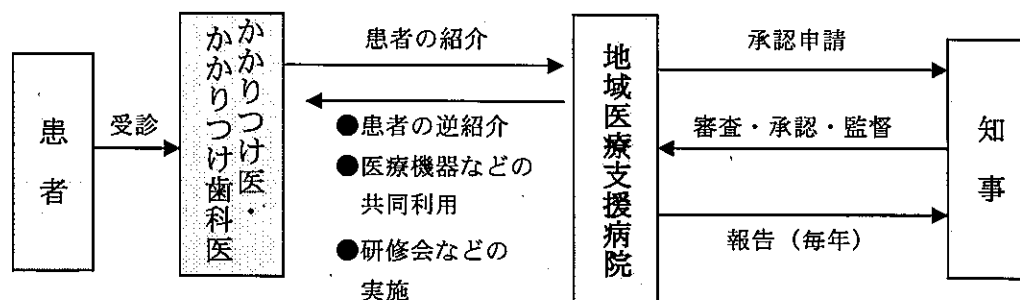 患者
受診
かかりつけ医・
かかりつけ歯科医
患者の紹介
●患者の逆紹介
●医療機器などの
共同利用
●研修会などの
実施
地域医療支援病院
承認申請
審査・承認・監督
報告（毎年）
知事